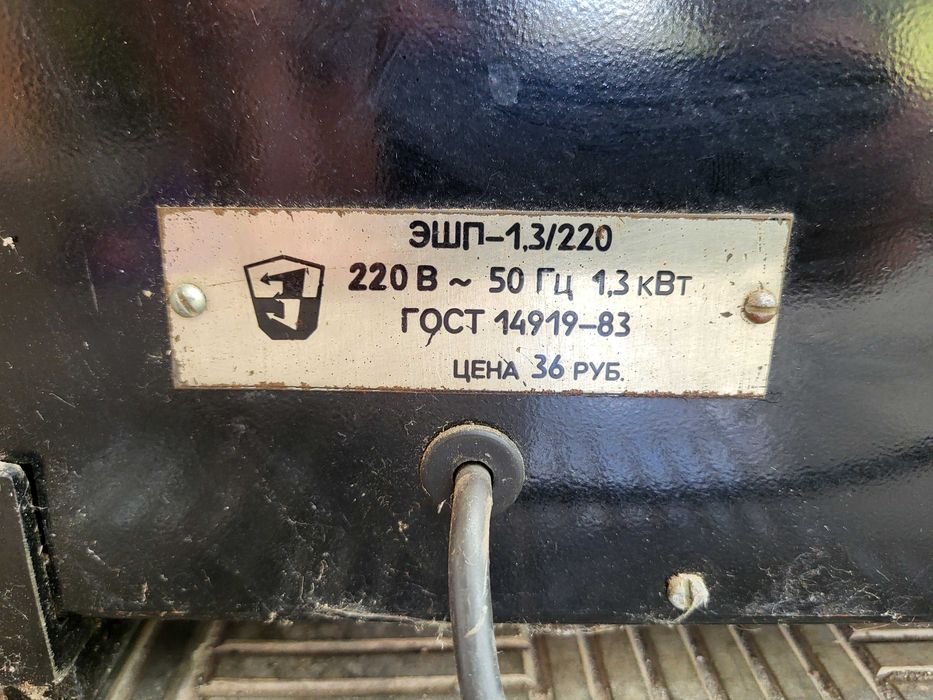 ЭШП-1,3/220
220 В ~ 50 Гц 1,3 кВт
ГОСТ 14919-83
ЦЕНА 36 РУБ.